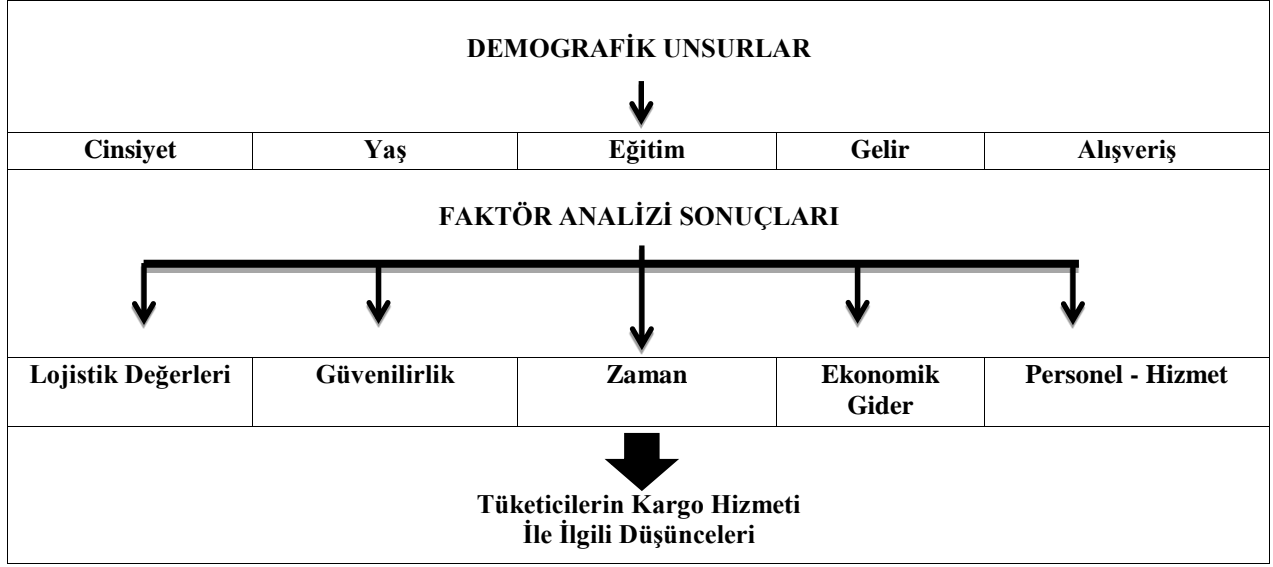 DEMOGRAFİK UNSURLAR
Cinsiyet Yaş Eğitim Gelir Alışveriş
FAKTÖR ANALİZİ SONUÇLARI
Lojistik Değerleri Güvenilirlik Zaman Ekonomik Gider Personel - Hizmet
Tüketicilerin Kargo Hizmeti
İle İlgili Düşünceleri